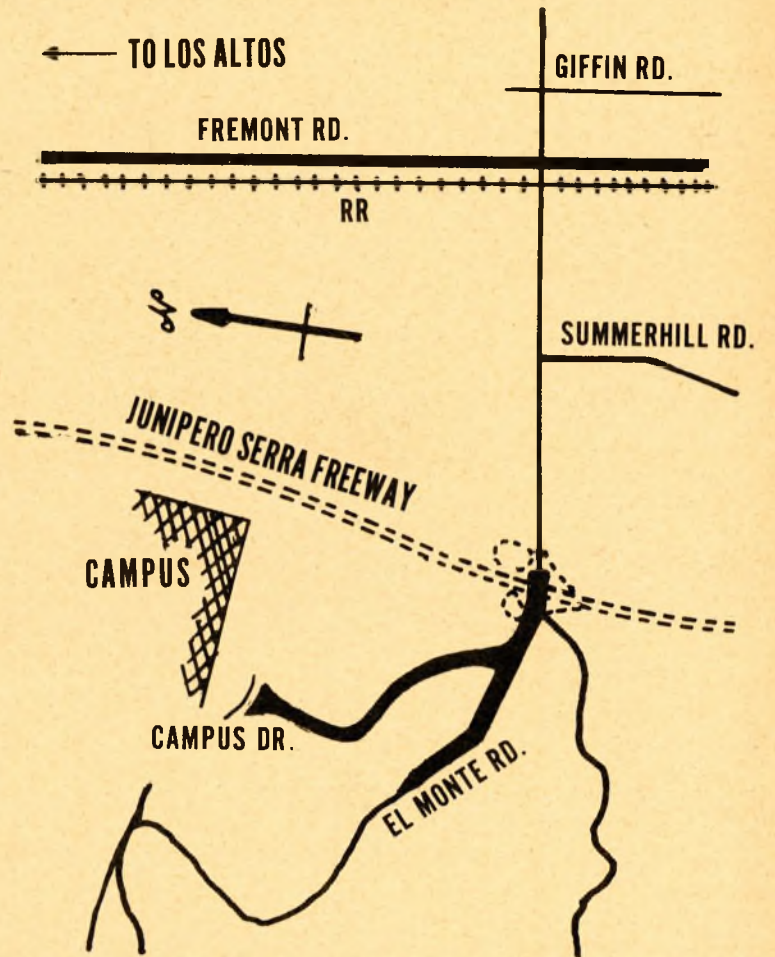 TO LOS ALTOS
GIFFIN RD.
FREMONT RD.
RR
SUMMERHILL RD.
JUNIPERO SERRA FREEWAY
CAMPUS
CAMPUS DR.
EL MONTE RD.